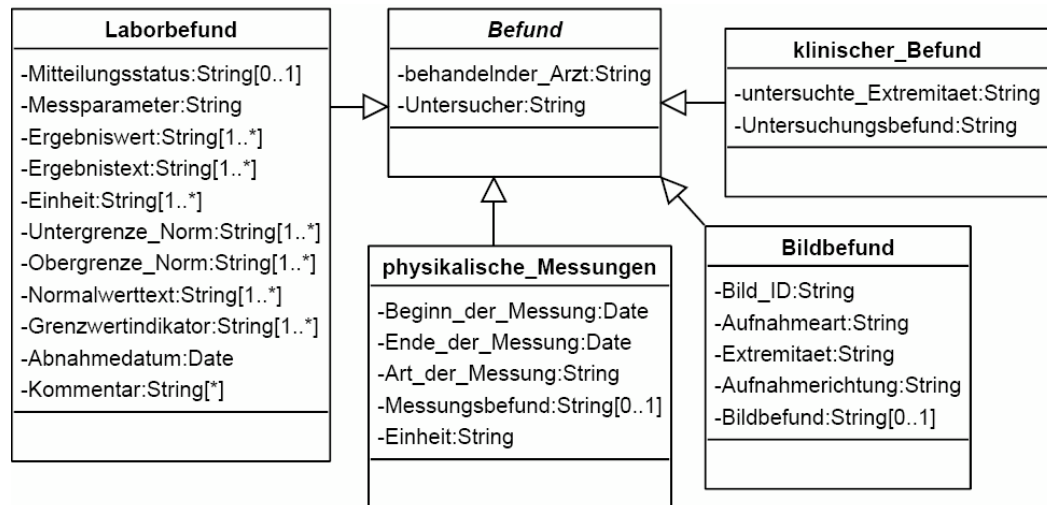 Laborbefund
-Mitteilungsstatus:String[0..1]
-Messparameter:String
-Ergebniswert:String[1..*]
-Ergebnistext:String[1..*]
-Einheit:String[1..*]
-Untergrenze_Norm:String[1..*]
-Obergrenze_Norm:String[1..*]
-Normalwerttext:String[1..*]
-Grenzwertindikator:String[1..*]
-Abnahmedatum:Date
-Kommentar:String[*]
Befund
-behandelnder_Arzt:String
-Untersucher:String
klinischer_Befund
-untersuchte_Extremitaet:String
-Untersuchungsbefund:String
physikalische_Messungen
-Beginn_der_Messung:Date
-Ende_der_Messung:Date
-Art_der_Messung:String
-Messungsbefund:String[0..1]
-Einheit:String
Bildbefund
-Bild_ID:String
-Aufnahmeart:String
-Extremitaet:String
-Aufnahmerichtung:String
-Bildbefund:String[0..1]